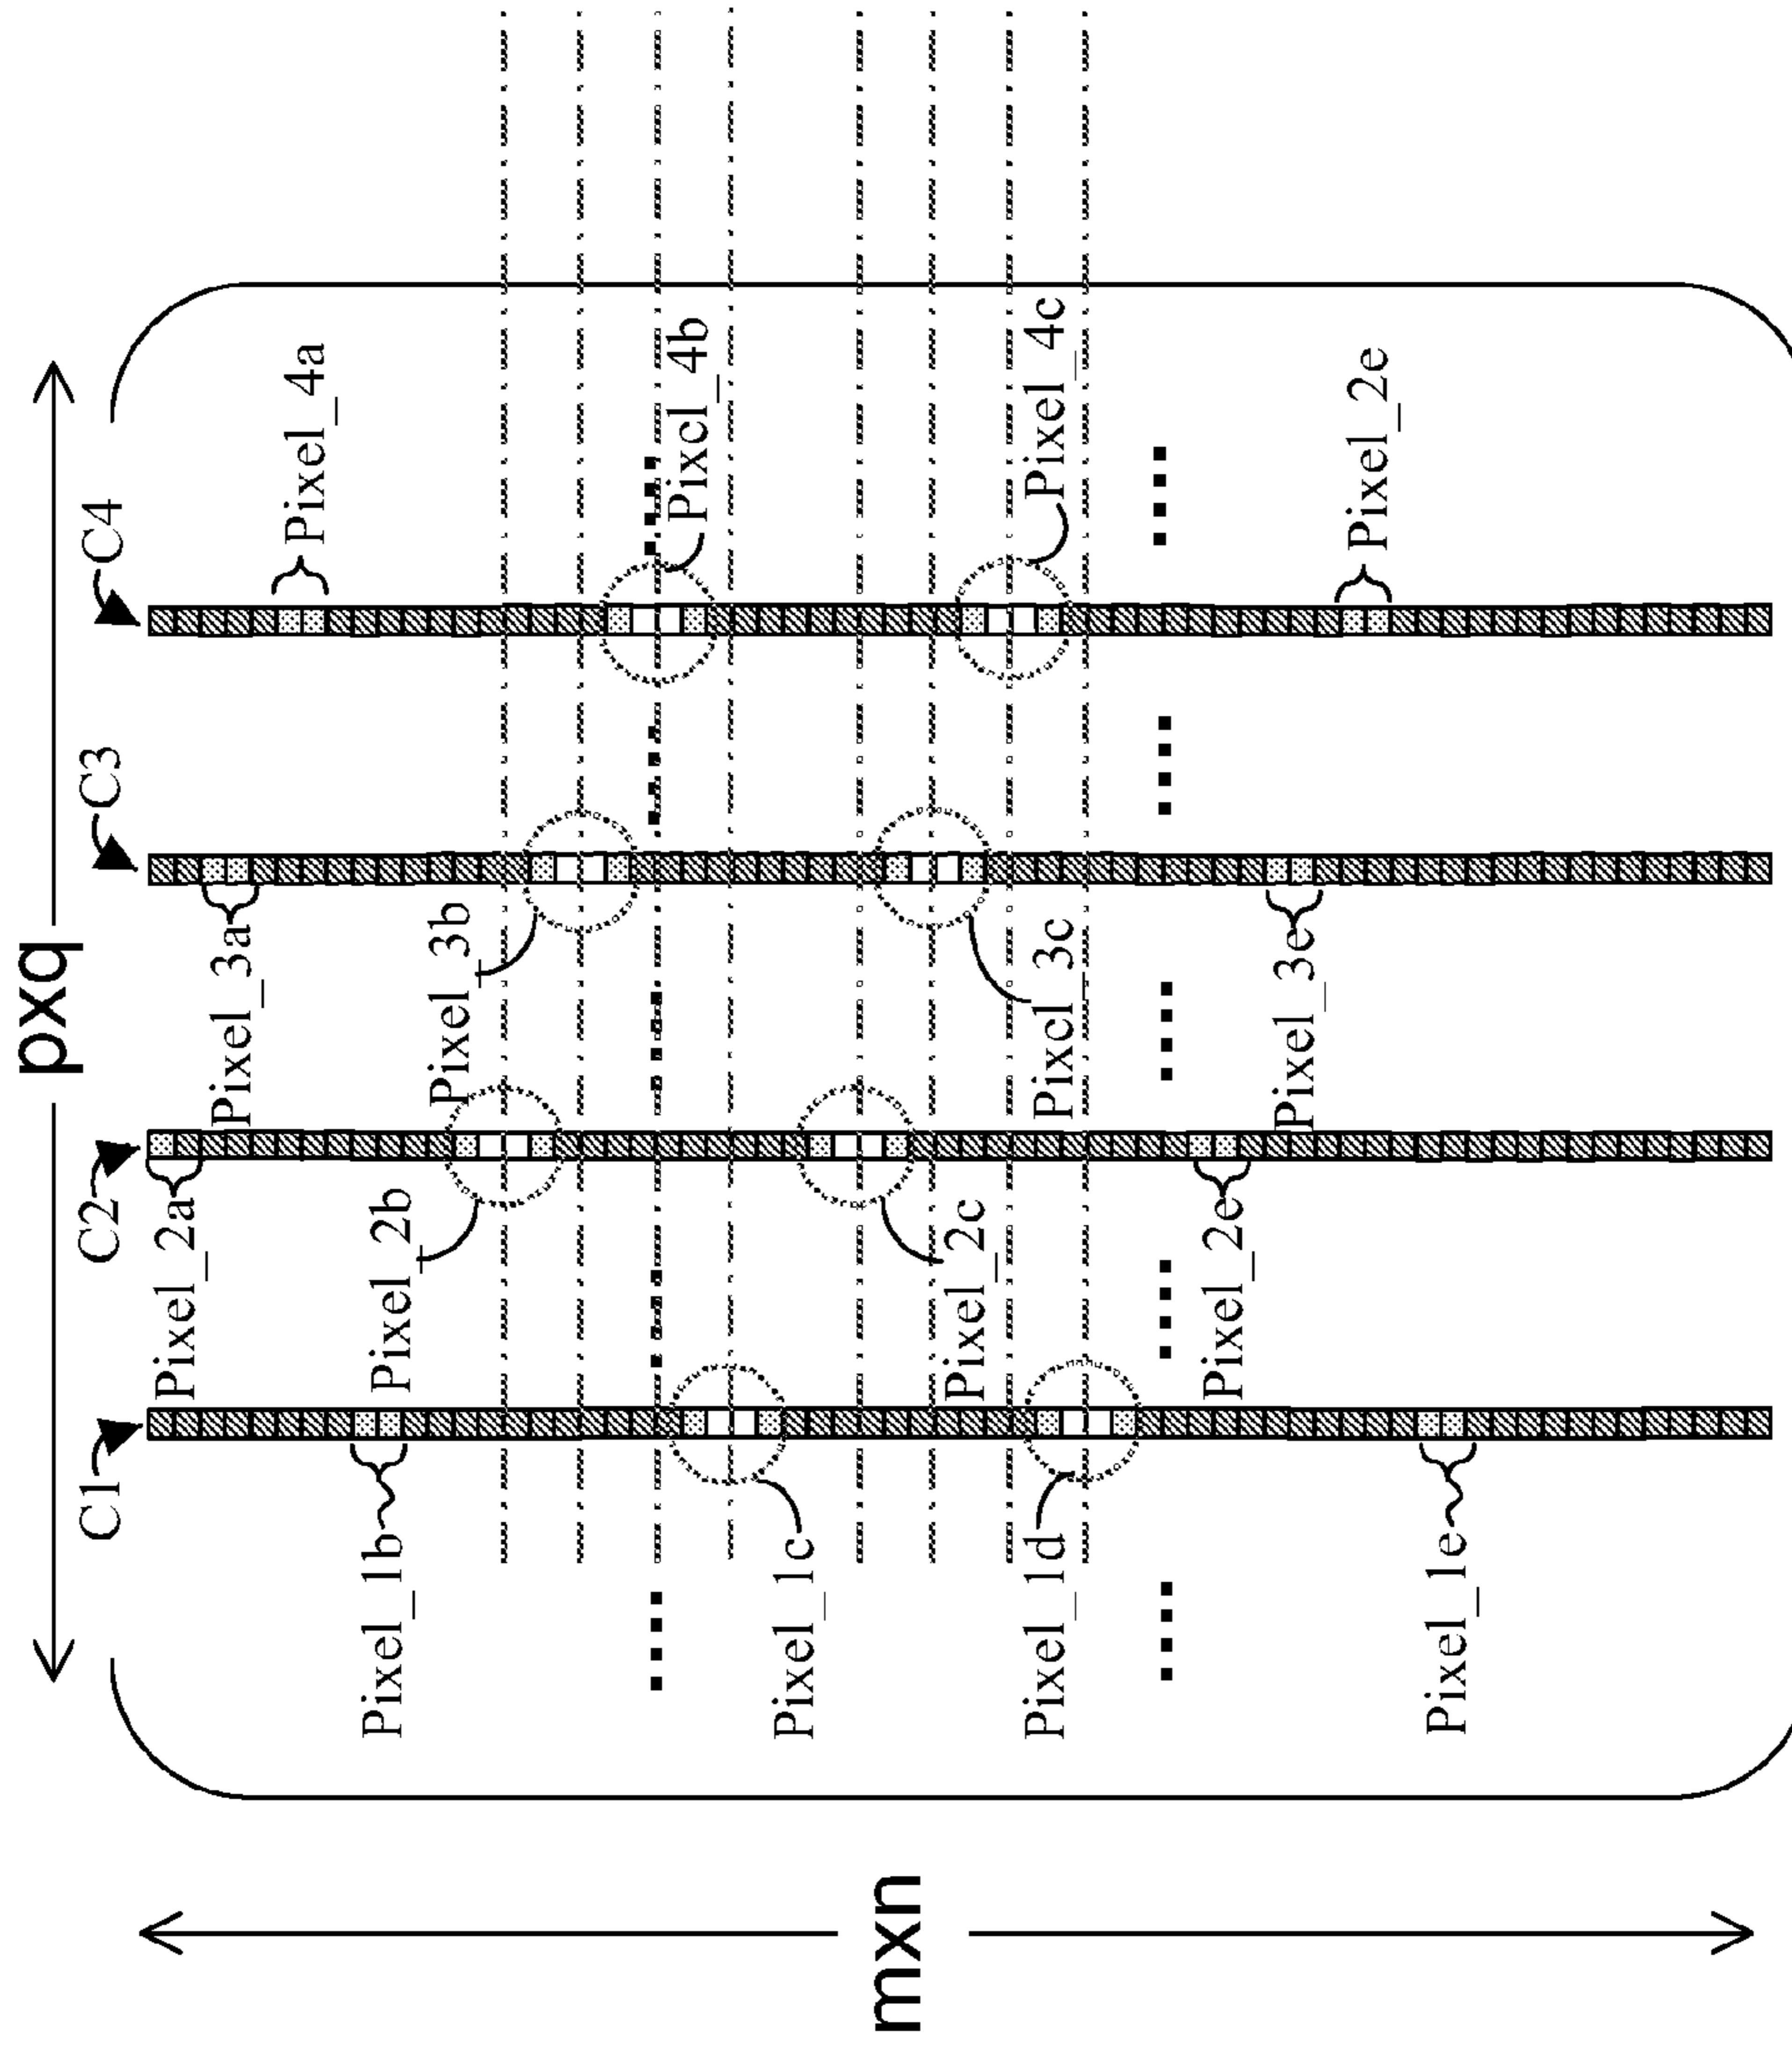 pxq
C1
C2
C3
C4
Pixel_2a
Pixel_3a
Pixel_4a
Pixel_1b
Pixel_2b
Pixel_3b
Pixel_4b
Pixel_1c
Pixel_2c
Pixel_3c
Pixel_4c
Pixel_1d
Pixel_1e
Pixel_2e
Pixel_3e
Pixel_2e
mxn